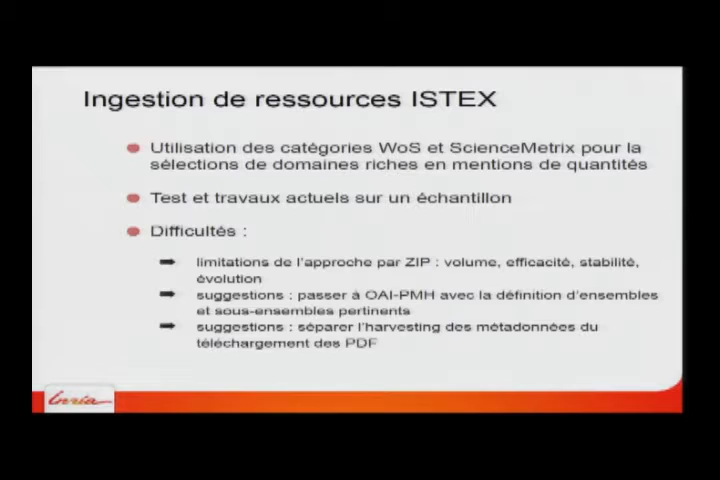 Ingestion de ressources ISTEX
Utilisation des catégories WoS et ScienceMetrix pour la
sélections de domaines riches en mentions de quantités
Test et travaux actuels sur un échantillon
Difficultés :
limitations de l'approche par ZIP : volume, efficacité, stabilité,
évolution
suggestions : passer à OAI-PMH avec la définition d'ensembles
et sous-ensembles pertinents
suggestions : séparer l'harvesting des métadonnées du
téléchargement des PDF
Inria